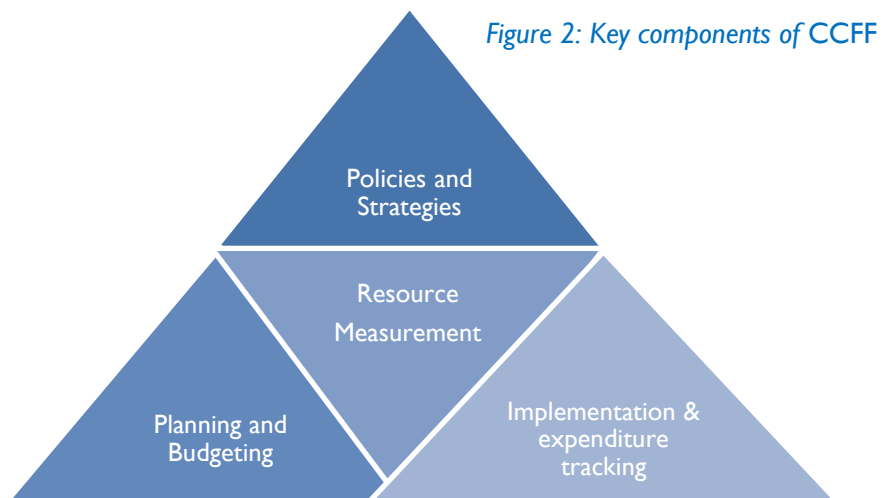 Figure 2: Key components of CCFF
Policies and
Strategies
Resource
Measurement
Planning and
Budgeting
Implementation &
expenditure
tracking